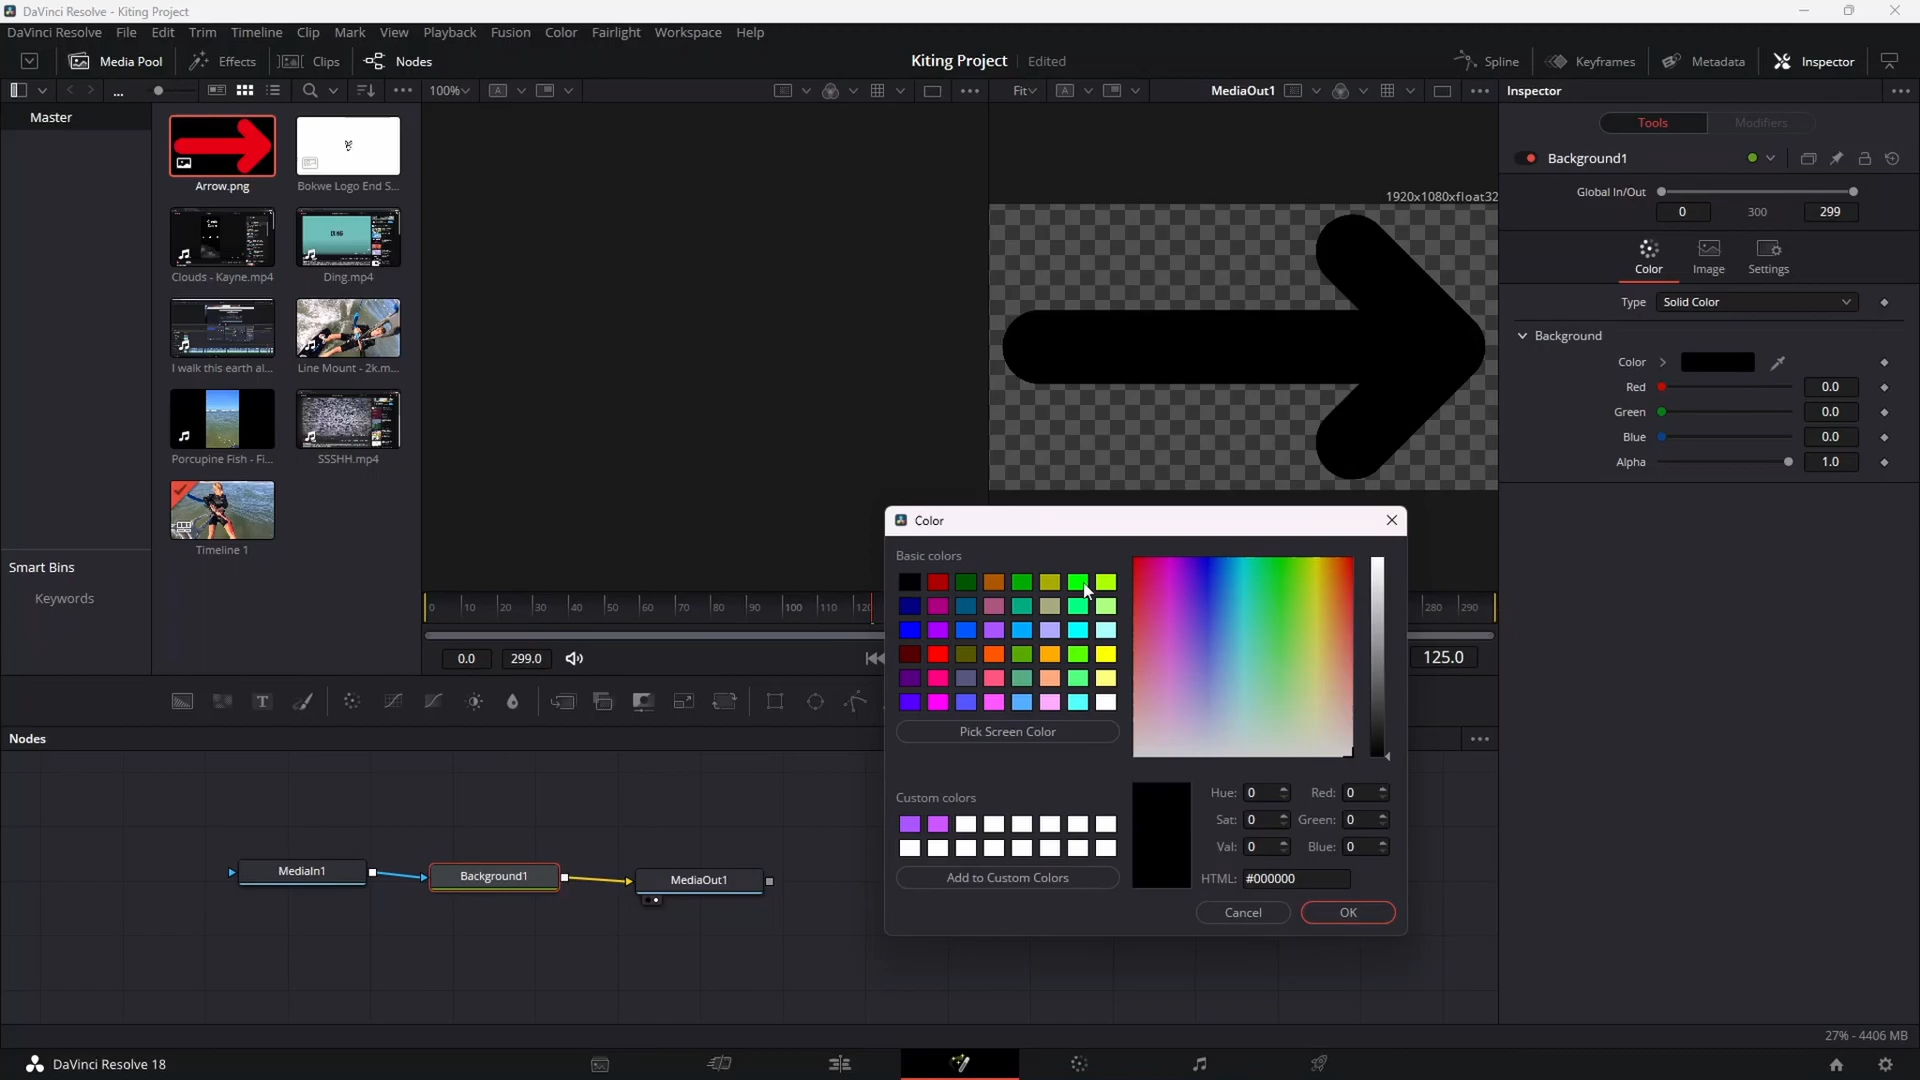 DaVinci Resolve - Kiting Project
DaVinci Resolve File Edit Trim Timeline Clip Mark View Playback Fusion Color Fairlight Workspace Help
Media Pool Effects Clips Nodes Kiting Project Edited Spline Keyframes Metadata Inspector
... 100% A Fit A MediaOut1 Inspector
Master
Tools Modifiers
Background1
Arrow.png Bokwe Logo End S...
Global In/Out
0 300 299
1920x1080xfloat32
Color Image Settings
Clouds - Kayne.mp4 Ding.mp4
Type Solid Color
Background
Color
I walk this earth al... Line Mount - 2k.m...
Red 0.0
Green 0.0
Blue 0.0
Porcupine Fish - Fi... SSSHH.mp4
Alpha 1.0
Timeline 1
Smart Bins
Keywords
0 10 20 30 40 50 60 70 80 90 100 110 280 290
0.0 299.0 125.0
Color
Basic colors
Pick Screen Color
Custom colors
Add to Custom Colors
Hue: 0 Red: 0
Sat: 0 Green: 0
Val: 0 Blue: 0
HTML: #000000
Cancel OK
Nodes
MediaIn1 Background1 MediaOut1
27% - 4406 MB
DaVinci Resolve 18